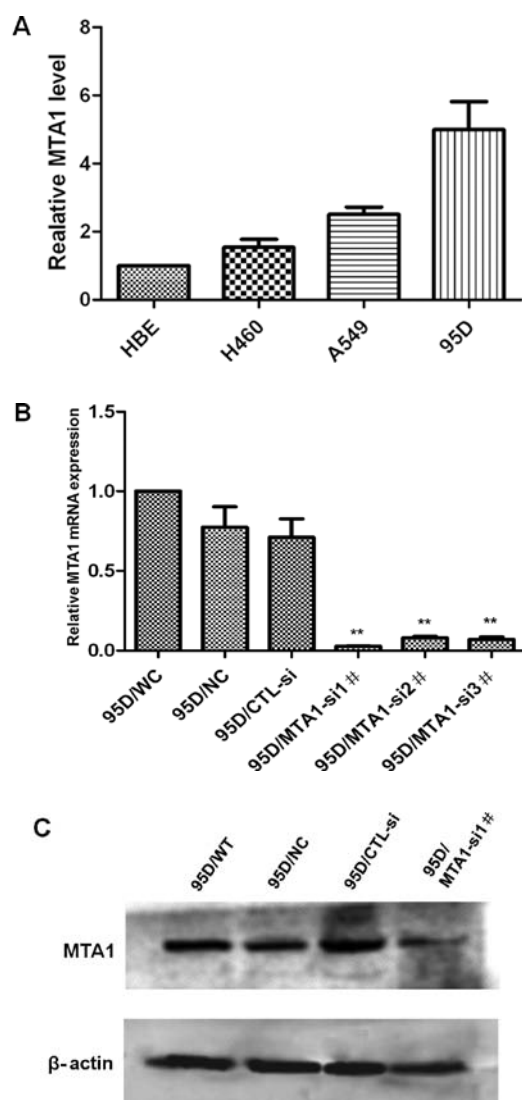 A
Realative MTA1 level
8
6
4
2
0
HBE
H460
A549
95D
B
Relative MTA1 mRNA expression
1.5
1.0
0.5
0.0
**
**
**
95D/WC
95D/NC
95D/CTL-si
95D/MTA1-si1#
95D/MTA1-si2#
95D/MTA1-si3#
C
95D/WT
95D/NC
95D/CTL-si
95D/
MTA1-si1#
MTA1
β-actin